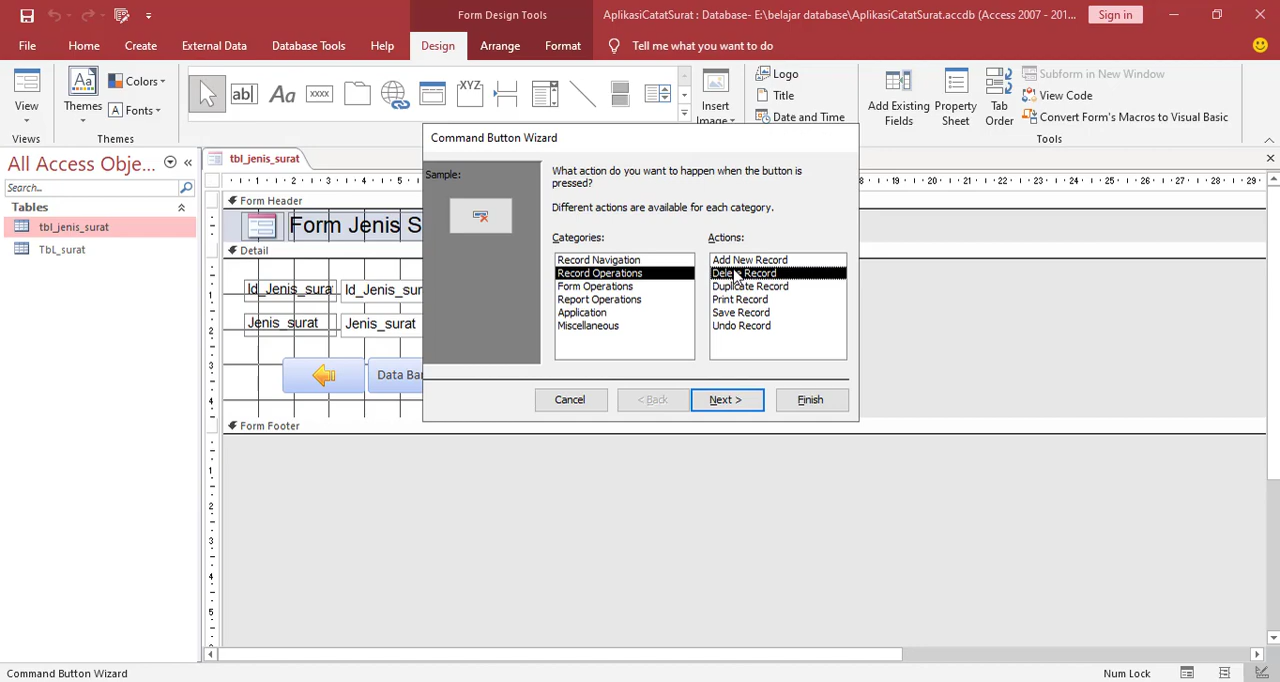 Form Design Tools
AplikasiCatatSurat : Database- E:\belajar database\AplikasiCatatSurat.accdb (Access 2007 - 201...
Sign in
File
Home
Create
External Data
Database Tools
Help
Design
Arrange
Format
Tell me what you want to do
View
Views
Themes
Colors
Fonts
Themes
ab|
Aa
xxxx
XYZ
Insert
Image
Logo
Title
Date and Time
Add Existing
Fields
Property
Sheet
Tab
Order
Subform in New Window
View Code
Convert Form's Macros to Visual Basic
Tools
All Access Obje...
Search...
Tables
tbl_jenis_surat
TbL_surat
tbl_jenis_surat
Form Header
Form Jenis S
Detail
Id_Jenis_surat
Id_Jenis_sur
Jenis_surat
Jenis_surat
Data Bar
Form Footer
Command Button Wizard
Sample:
What action do you want to happen when the button is
pressed?
Different actions are available for each category.
Categories:
Record Navigation
Record Operations
Form Operations
Report Operations
Application
Miscellaneous
Actions:
Add New Record
Delete Record
Duplicate Record
Print Record
Save Record
Undo Record
Cancel
< Back
Next >
Finish
Command Button Wizard
Num Lock